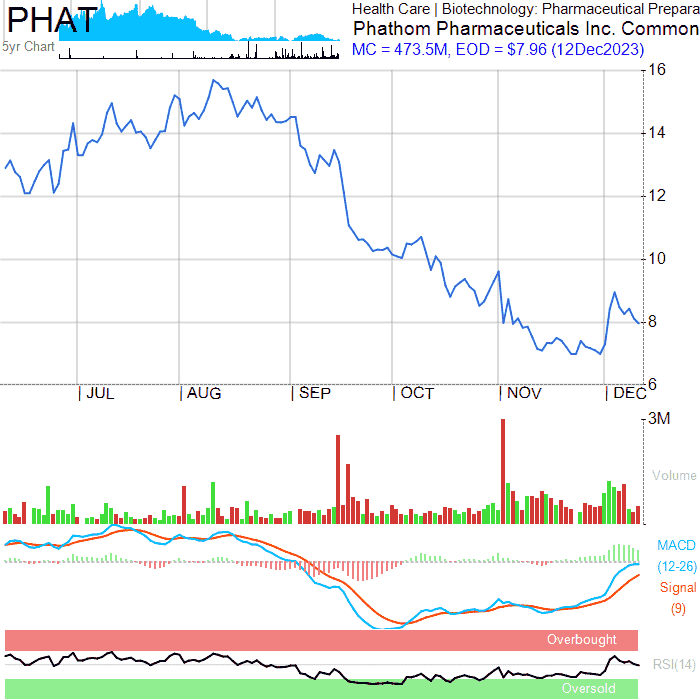 PHAT
5yr Chart
Health Care | Biotechnology: Pharmaceutical Prepara
Phathom Pharmaceuticals Inc. Common
MC = 473.5M, EOD = $7.96 (12Dec2023)
16
14
12
10
8
6
| JUL | AUG | SEP | OCT | NOV | DEC
3M
Volume
MACD
(12-26)
Signal
(9)
Overbought
RSI(14)
Oversold